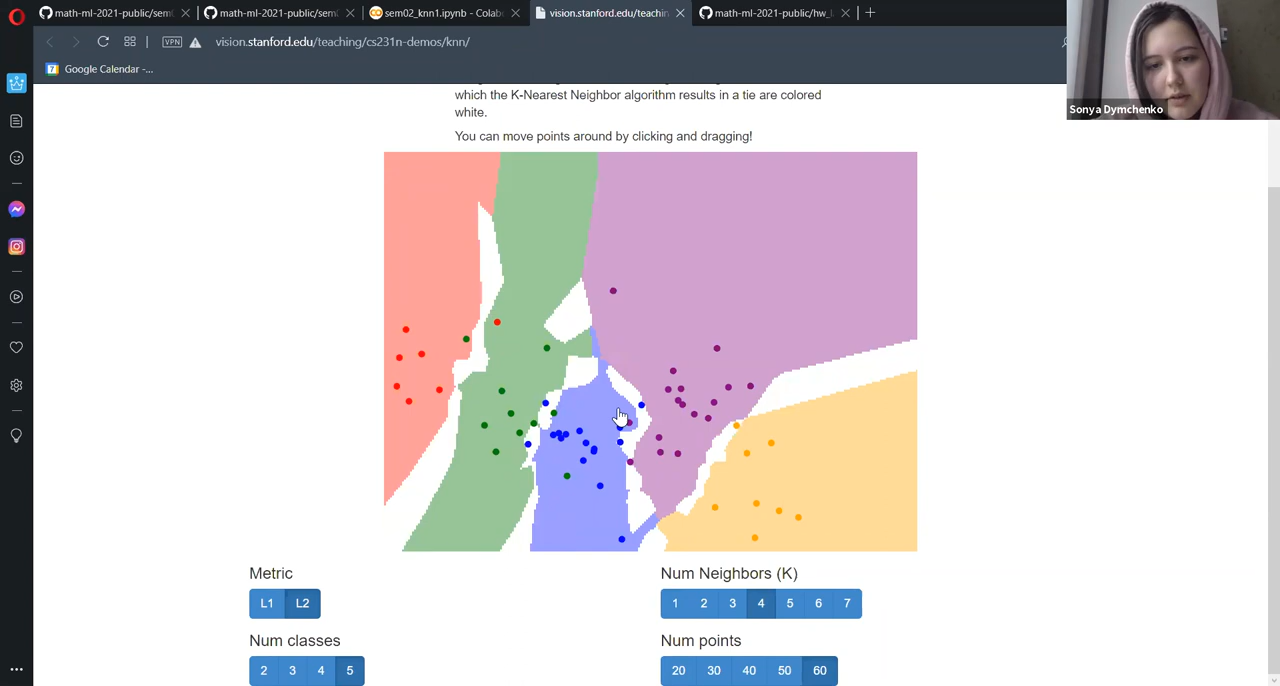 math-ml-2021-public/sem0
math-ml-2021-public/sem0
sem02_knn1.ipynb - Colab
vision.stanford.edu/teachin
math-ml-2021-public/hw_l
VPN
vision.stanford.edu/teaching/cs231n-demos/knn/
7
Google Calendar -...
Sonya Dymchenko
which the K-Nearest Neighbor algorithm results in a tie are colored
white.
You can move points around by clicking and dragging!
Metric
L1 L2
Num Neighbors (K)
1 2 3 4 5 6 7
Num classes
2 3 4 5
Num points
20 30 40 50 60